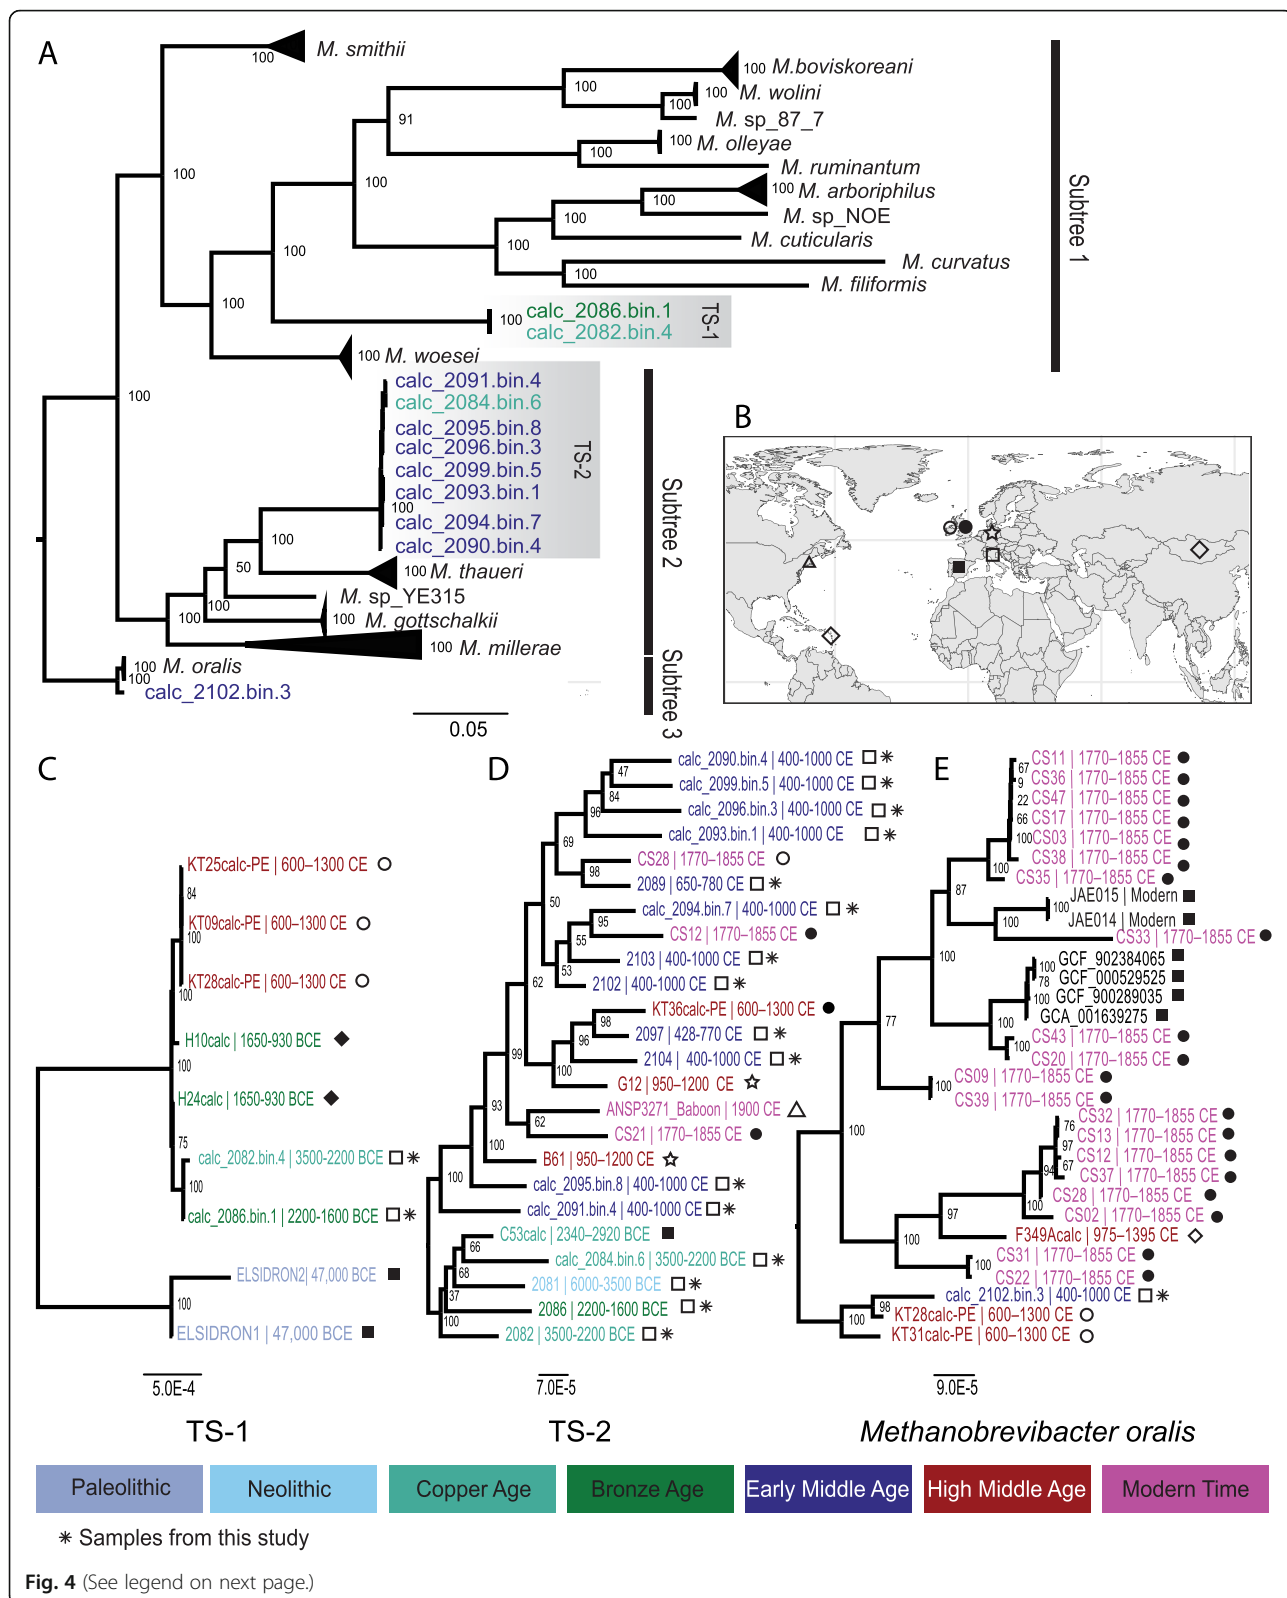 A
100
M. smithii
100
M.boviskoreani
100
100
M. wolini
100
M. sp_87_7
91
100
M. olleyae
100
M. ruminantum
100
100
100
M. arboriphilus
100
M. sp_NOE
100
M. cuticularis
100
M. curvatus
100
M. filiformis
100
100
100
calc_2086.bin.1
calc_2082.bin.4
TS-1
100
M. woesei
Subtree 1
100
calc_2091.bin.4
calc_2084.bin.6
calc_2095.bin.8
calc_2096.bin.3
calc_2099.bin.5
calc_2093.bin.1
100
calc_2094.bin.7
calc_2090.bin.4
TS-2
100
50
100
M. thaueri
100
M. sp_YE315
100
100
M. gottschalkii
100
M. millerae
Subtree 2
100
M. oralis
100
calc_2102.bin.3
Subtree 3
0.05
B
C
KT25calc-PE | 600–1300 CE
84
KT09calc-PE | 600–1300 CE
100
KT28calc-PE | 600–1300 CE
100
H10calc | 1650-930 BCE
100
H24calc | 1650-930 BCE
75
calc_2082.bin.4 | 3500-2200 BCE
100
calc_2086.bin.1 | 2200-1600 BCE
ELSIDRON2| 47,000 BCE
100
ELSIDRON1 | 47,000 BCE
5.0E-4
TS-1
D
calc_2090.bin.4 | 400-1000 CE
47
calc_2099.bin.5 | 400-1000 CE
84
calc_2096.bin.3 | 400-1000 CE
96
calc_2093.bin.1 | 400-1000 CE
69
CS28 | 1770–1855 CE
98
2089 | 650-780 CE
50
calc_2094.bin.7 | 400-1000 CE
95
CS12 | 1770–1855 CE
55
2103 | 400-1000 CE
53
2102 | 400-1000 CE
62
KT36calc-PE | 600–1300 CE
98
2097 | 428-770 CE
96
2104 | 400-1000 CE
100
G12 | 950–1200 CE
99
ANSP3271_Baboon | 1900 CE
62
CS21 | 1770–1855 CE
93
B61 | 950–1200 CE
100
calc_2095.bin.8 | 400-1000 CE
100
calc_2091.bin.4 | 400-1000 CE
C53calc | 2340–2920 BCE
66
calc_2084.bin.6 | 3500-2200 BCE
68
2081 | 6000-3500 BCE
37
2086 | 2200-1600 BCE
100
2082 | 3500-2200 BCE
7.0E-5
TS-2
E
CS11 | 1770–1855 CE
67
CS36 | 1770–1855 CE
9
CS47 | 1770–1855 CE
22
CS17 | 1770–1855 CE
66
CS03 | 1770–1855 CE
100
CS38 | 1770–1855 CE
100
CS35 | 1770–1855 CE
87
JAE015 | Modern
100
JAE014 | Modern
100
CS33 | 1770–1855 CE
100
GCF_902384065
100
GCF_000529525
78
GCF_900289035
100
GCA_001639275
100
CS43 | 1770–1855 CE
100
CS20 | 1770–1855 CE
77
CS09 | 1770–1855 CE
100
CS39 | 1770–1855 CE
100
CS32 | 1770–1855 CE
76
CS13 | 1770–1855 CE
97
CS12 | 1770–1855 CE
67
94
CS37 | 1770–1855 CE
CS28 | 1770–1855 CE
100
CS02 | 1770–1855 CE
97
F349Acalc | 975–1395 CE
100
CS31 | 1770–1855 CE
100
CS22 | 1770–1855 CE
calc_2102.bin.3 | 400-1000 CE
98
KT28calc-PE | 600–1300 CE
100
KT31calc-PE | 600–1300 CE
9.0E-5
Methanobrevibacter oralis
Paleolithic
Neolithic
Copper Age
Bronze Age
Early Middle Age
High Middle Age
Modern Time
✳ Samples from this study
Fig. 4 (See legend on next page.)